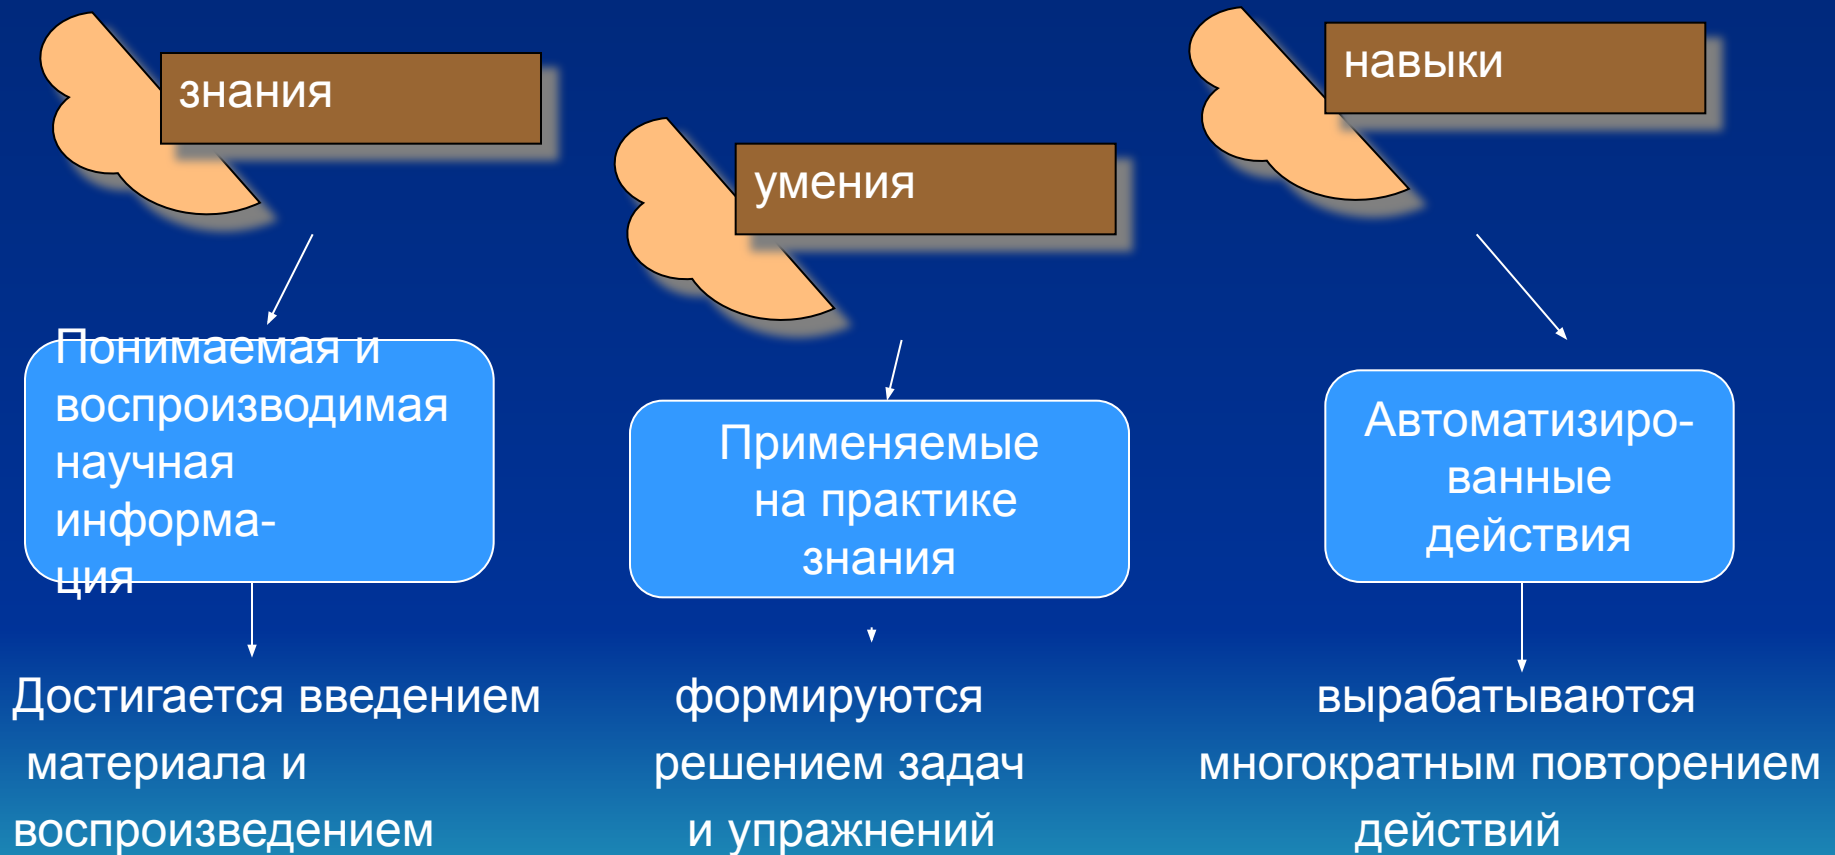 знания
Понимаемая и
воспроизводимая
научная
информа-
ция
Достигается введением
материала и
воспроизведением
умения
Применяемые
на практике
знания
формируются
решением задач
и упражнений
навыки
Автоматизиро-
ванные
действия
вырабатываются
многократным повторением
действий